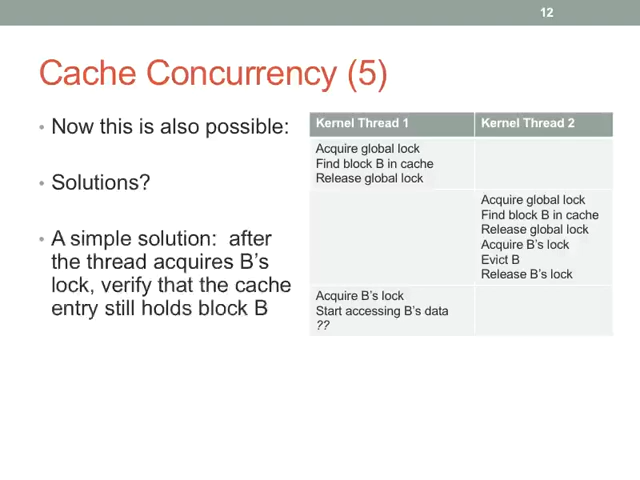 12
Cache Concurrency (5)
• Now this is also possible:
• Solutions?
• A simple solution: after
the thread acquires B's
lock, verify that the cache
entry still holds block B
Kernel Thread 1
Kernel Thread 2
Acquire global lock
Find block B in cache
Release global lock
Acquire global lock
Find block B in cache
Release global lock
Acquire B's lock
Evict B
Release B's lock
Acquire B's lock
Start accessing B's data
??